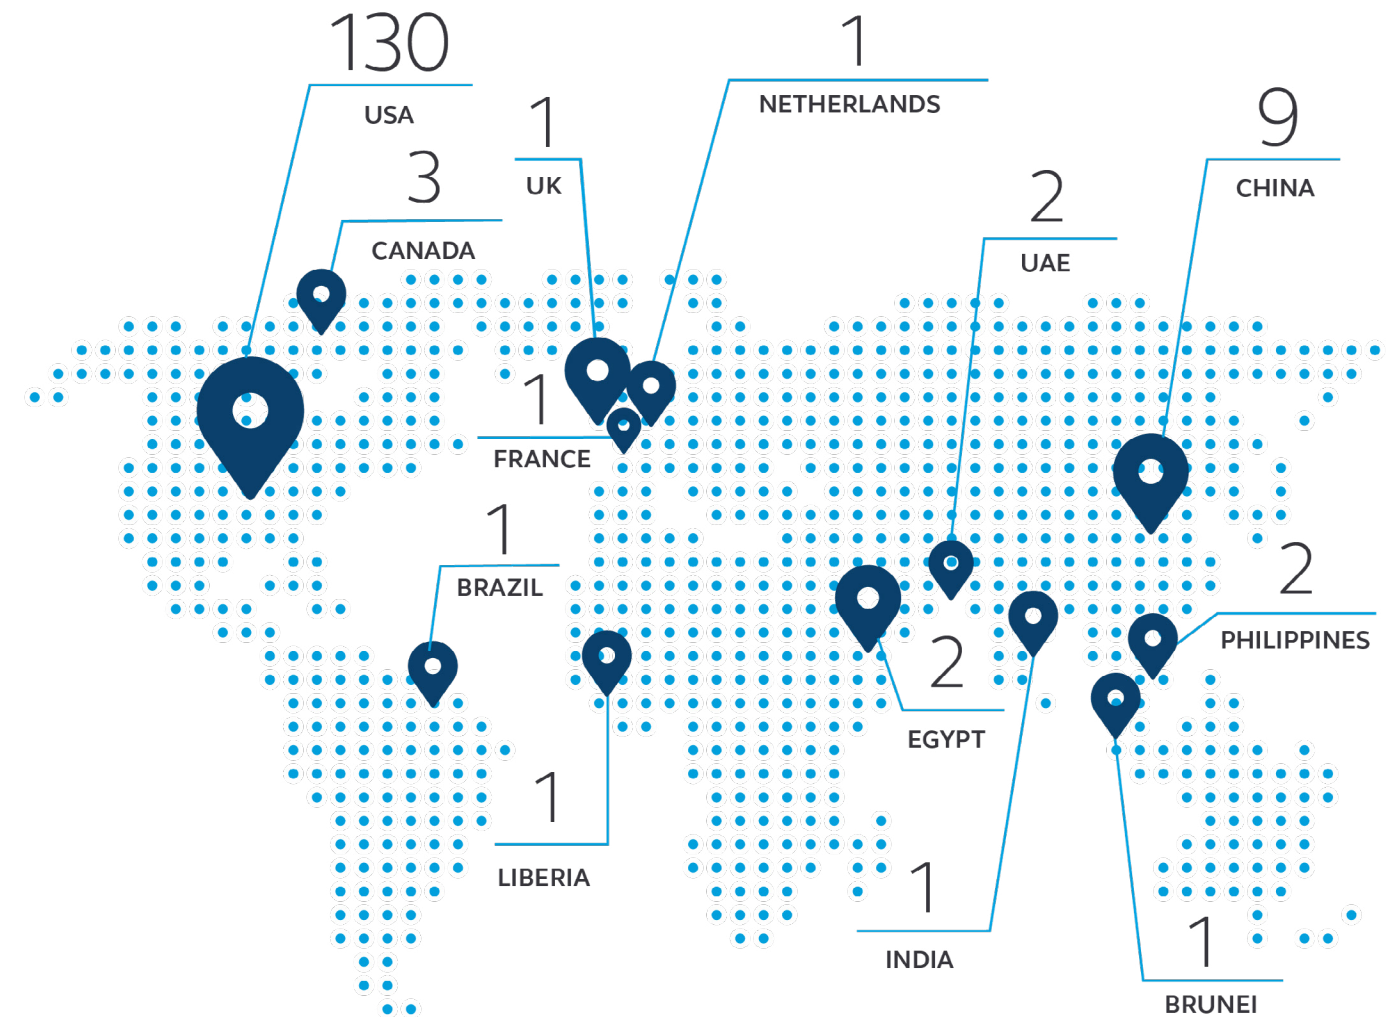 130
USA
1
NETHERLANDS
9
CHINA
1
UK
3
CANADA
2
UAE
1
FRANCE
1
BRAZIL
2
PHILIPPINES
2
EGYPT
1
LIBERIA
1
INDIA
1
BRUNEI